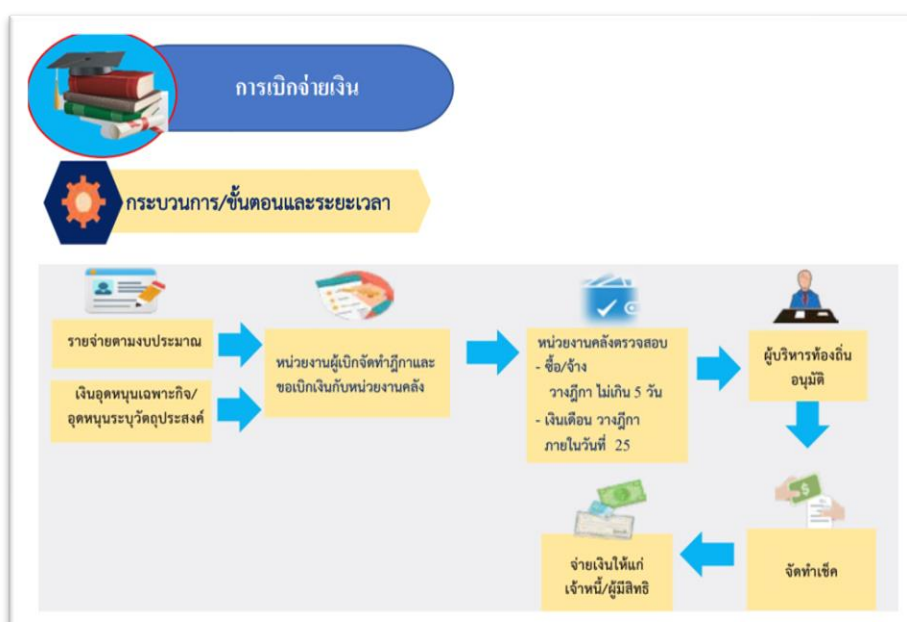 การเบิกจ่ายเงิน
กระบวนการ/ขั้นตอนและระยะเวลา
รายจ่ายตามงบประมาณ
เงินอุดหนุนเฉพาะกิจ/
อุดหนุนระบุวัตถุประสงค์
หน่วยงานผู้เบิกจัดทำฎีกาและ
ขอเบิกเงินกับหน่วยงานคลัง
หน่วยงานคลังตรวจสอบ
- ซื้อ/จ้าง
วางฎีกา ไม่เกิน 5 วัน
- เงินเดือน วางฎีกา
ภายในวันที่ 25
ผู้บริหารท้องถิ่น
อนุมัติ
จัดทำเช็ค
จ่ายเงินให้แก่
เจ้าหนี้/ผู้มีสิทธิ